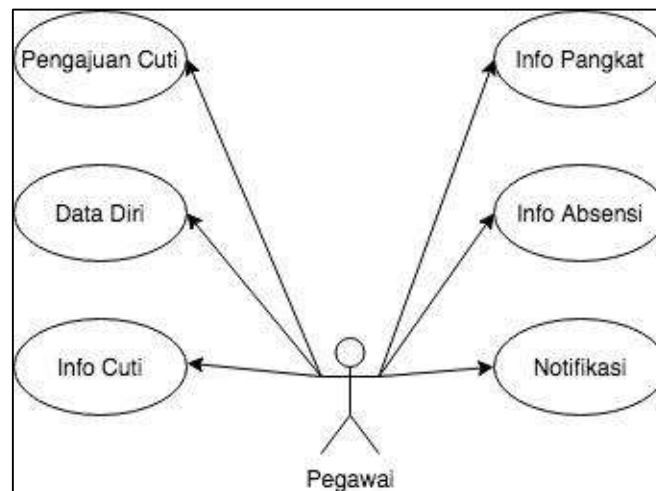 Pengajuan Cuti
Info Pangkat
Data Diri
Info Absensi
Info Cuti
Notifikasi
Pegawai